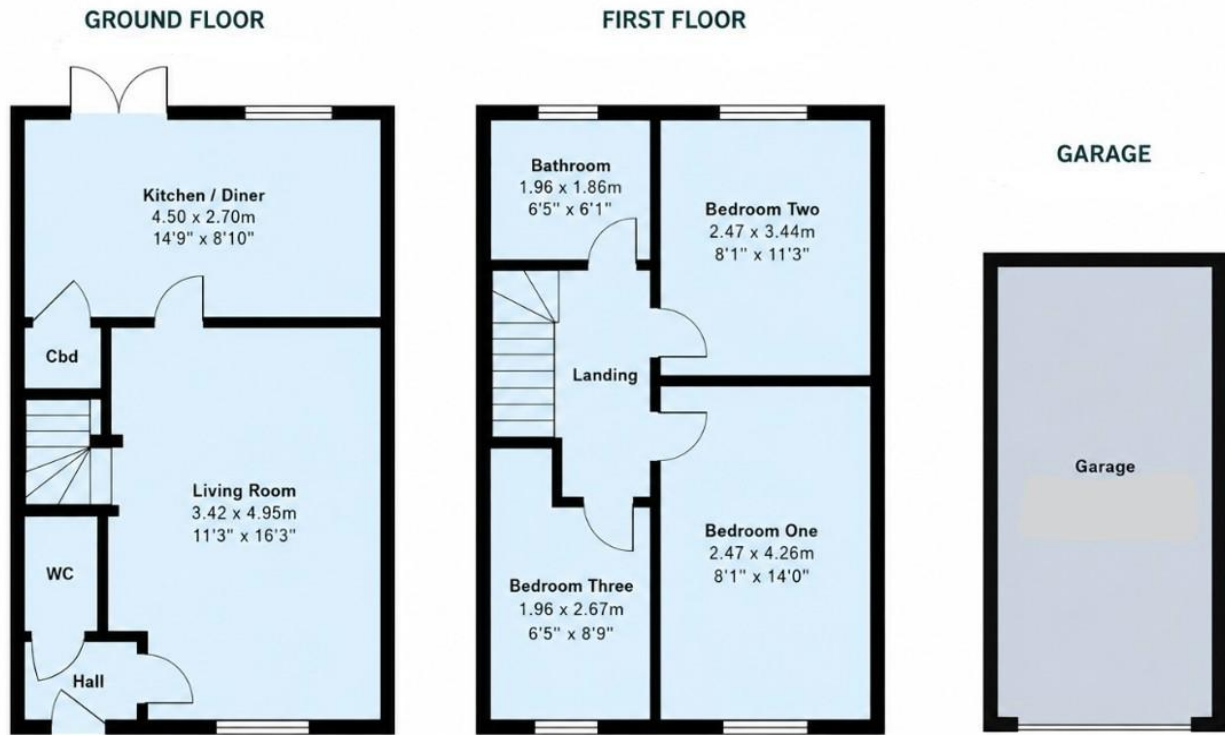 GROUND FLOOR
Kitchen / Diner
4.50 x 2.70m
14'9" x 8'10"
Cbd
Living Room
3.42 x 4.95m
11'3" x 16'3"
WC
Hall
FIRST FLOOR
Bathroom
1.96 x 1.86m
6'5" x 6'1"
Bedroom Two
2.47 x 3.44m
8'1" x 11'3"
Landing
Bedroom One
2.47 x 4.26m
8'1" x 14'0"
Bedroom Three
1.96 x 2.67m
6'5" x 8'9"
GARAGE
Garage